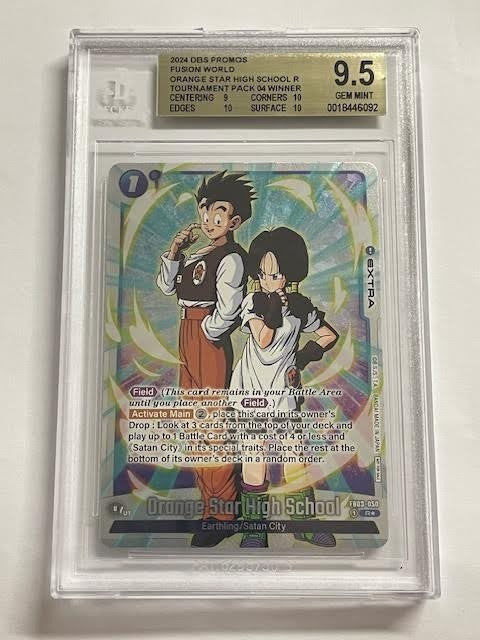 2024 DBS PROMOS
FUSION WORLD
ORANGE STAR HIGH SCHOOL R
TOURNAMENT PACK 04 WINNER
CENTERING 9 CORNERS 10
EDGES 10 SURFACE 10
9.5
GEM MINT
0018446092
1
EXTRA
Field (This card remains in your Battle Area
until you place another Field.)
Activate Main ②, place this card in its owner's
Drop : Look at 3 cards from the top of your deck and
play up to 1 Battle Card with a cost of 4 or less and
《Satan City》 in its special traits. Place the rest at the
bottom of its owner's deck in a random order.
Orange Star High School
FB03-050
R★
Earthling/Satan City